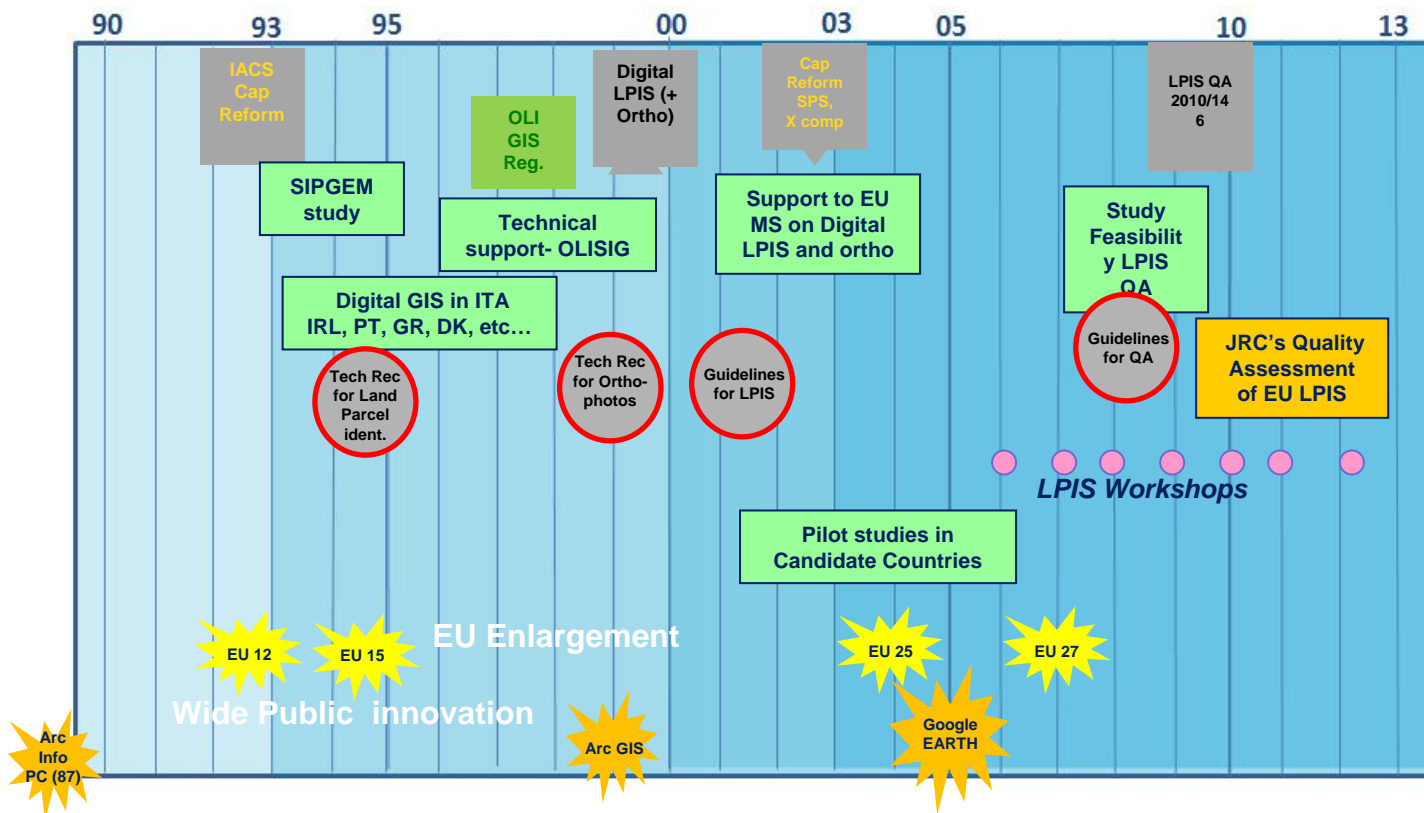 90
93
95
00
03
05
10
13
IACS
Cap
Reform
OLI
GIS
Reg.
Digital
LPIS (+
Ortho)
Cap
Reform
SPS,
X comp
LPIS QA
2010/14
6
SIPGEM
study
Technical
support- OLISIG
Support to EU
MS on Digital
LPIS and ortho
Study
Feasibilit
y LPIS
QA
Digital GIS in ITA
IRL, PT, GR, DK, etc…
Tech Rec
for Land
Parcel
ident.
Tech Rec
for Ortho-
photos
Guidelines
for LPIS
Guidelines
for QA
JRC's Quality
Assessment
of EU LPIS
LPIS Workshops
Pilot studies in
Candidate Countries
EU 12
EU 15
EU Enlargement
EU 25
EU 27
Wide Public innovation
Arc
Info
PC (87)
Arc GIS
Google
EARTH